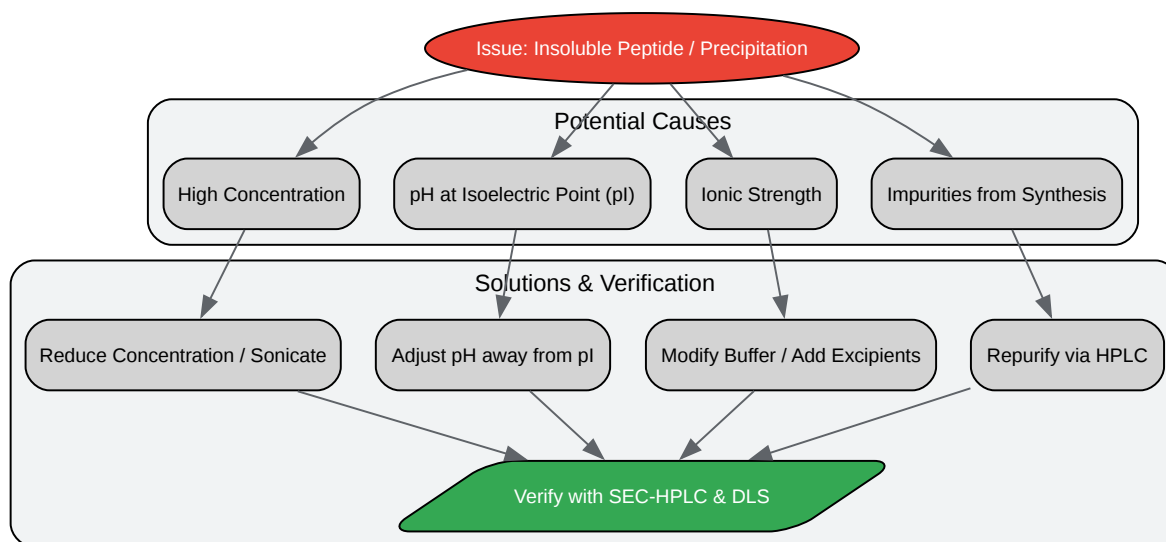 Issue: Insoluble Peptide / Precipitation
Potential Causes
High Concentration
pH at Isoelectric Point (pI)
Ionic Strength
Impurities from Synthesis
Solutions & Verification
Reduce Concentration / Sonicate
Adjust pH away from pI
Modify Buffer / Add Excipients
Repurify via HPLC
Verify with SEC-HPLC & DLS